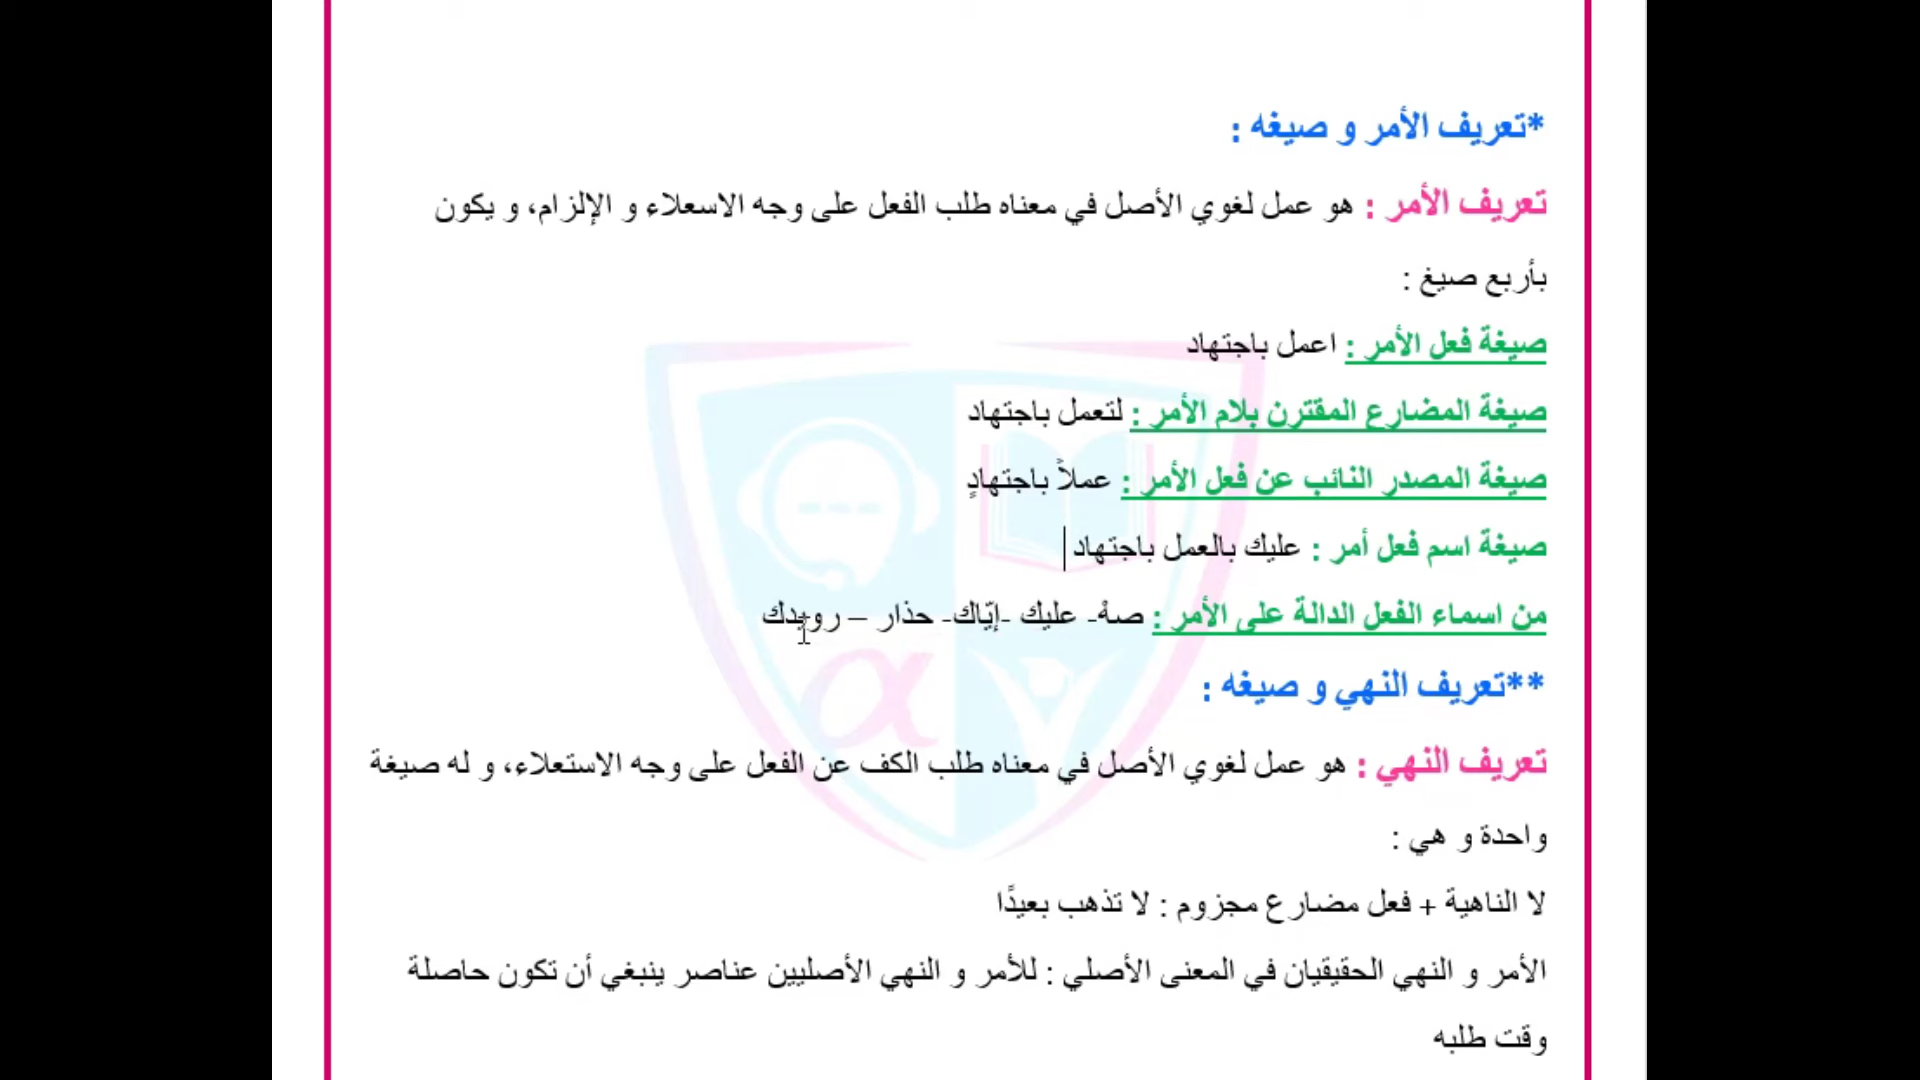 *تعريف الأمر و صيغه :
تعريف الأمر : هو عمل لغوي الأصل في معناه طلب الفعل على وجه الاسعلاء و الإلزام، و يكون
بأربع صيغ :
صيغة فعل الأمر : اعمل باجتهاد
صيغة المضارع المقترن بلام الأمر : لتعمل باجتهاد
صيغة المصدر النائب عن فعل الأمر : عملاً باجتهادٍ
صيغة اسم فعل أمر : عليك بالعمل باجتهاد
من اسماء الفعل الدالة على الأمر : صهْ- عليك -إيّاك- حذار – رويدك
**تعريف النهي و صيغه :
تعريف النهي : هو عمل لغوي الأصل في معناه طلب الكف عن الفعل على وجه الاستعلاء، و له صيغة
واحدة و هي :
لا الناهية + فعل مضارع مجزوم : لا تذهب بعيدًا
الأمر و النهي الحقيقيان في المعنى الأصلي : للأمر و النهي الأصليين عناصر ينبغي أن تكون حاصلة
وقت طلبه